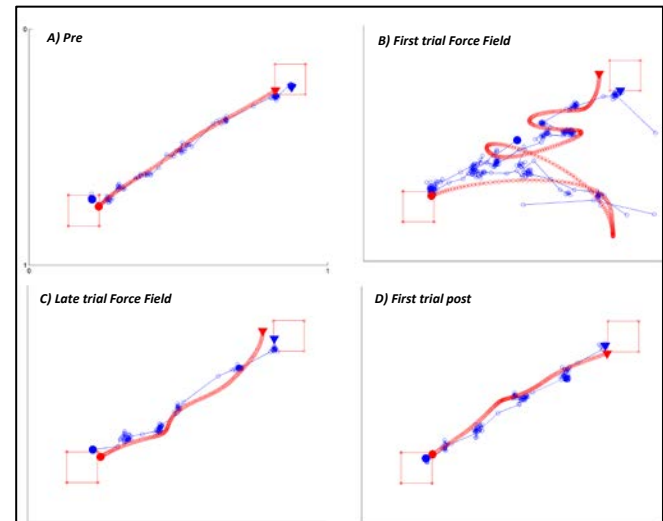 0
A) Pre
B) First trial Force Field
1
0
1
C) Late trial Force Field
D) First trial post